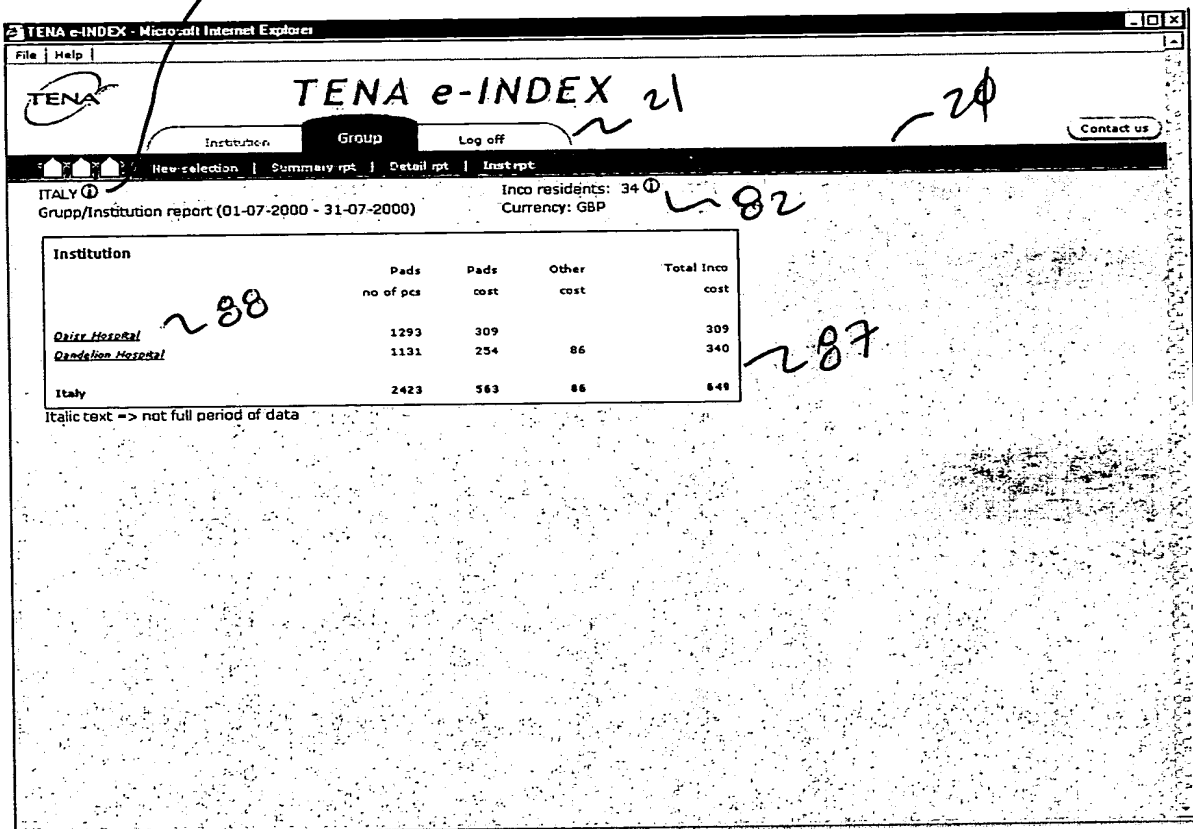 TENA e-INDEX - Microsoft Internet Explorer
File | Help |
TENA
TENA e-INDEX 21
20
Institution Group Log off
Contact us
New selection | Summary rpt | Detail rpt | Inst rpt
ITALY Inco residents: 34
Grupp/Institution report (01-07-2000 - 31-07-2000) Currency: GBP
82
Institution
Pads Pads Other Total Inco
no of pcs cost cost cost
88
Daisy Hospital 1293 309 309
Dandelion Hospital 1131 254 86 340
87
Italy 2423 563 86 649
Italic text => not full period of data